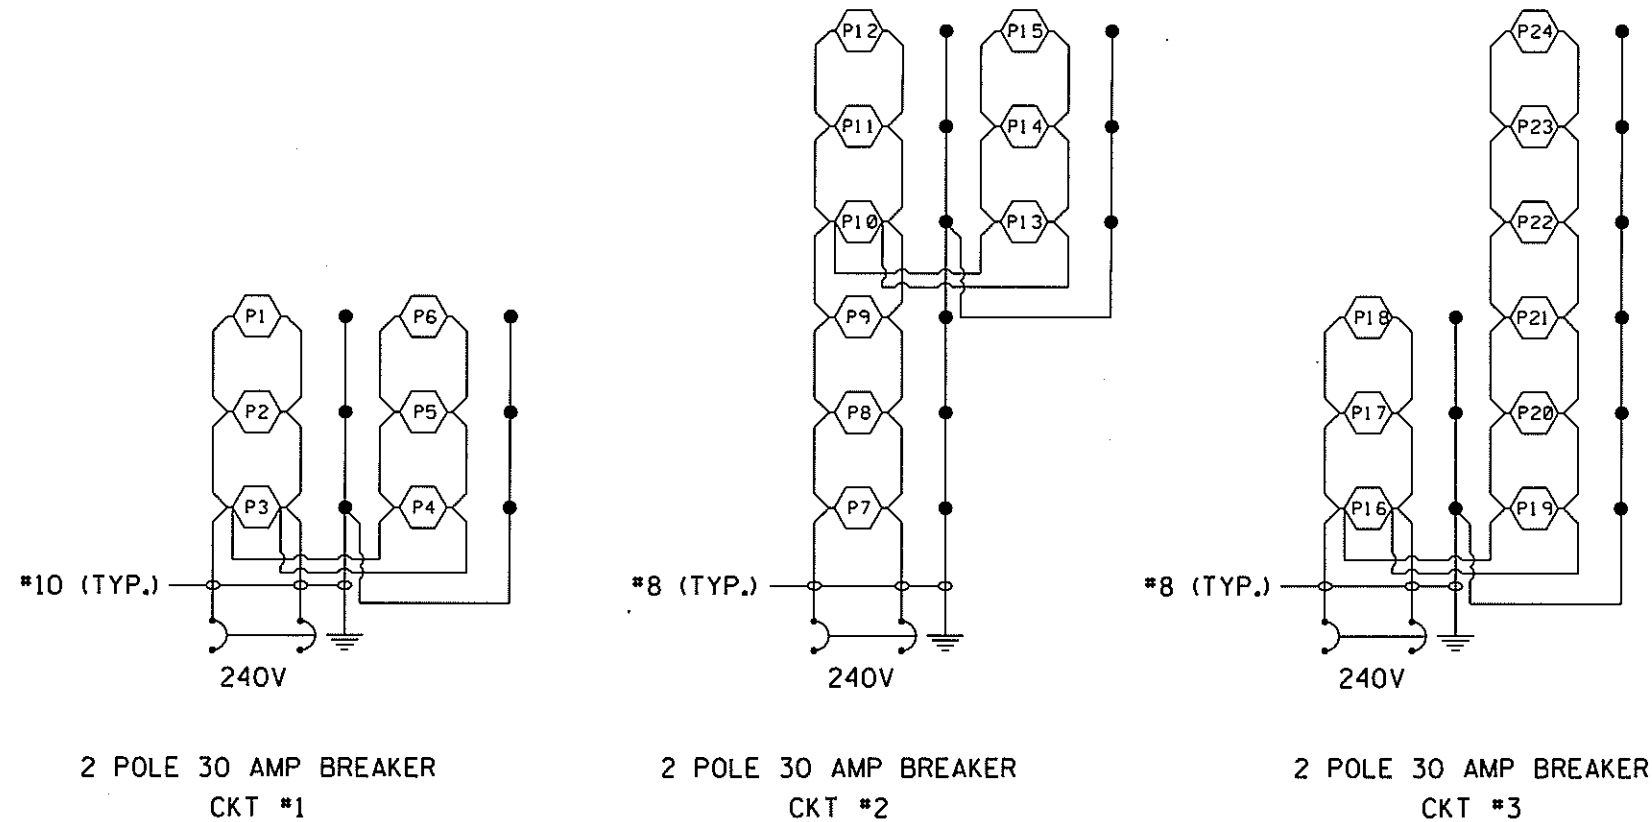 P12 P15 P24
P11 P14 P23
P10 P13 P22
P1 P6 P9 P18 P21
P2 P5 P8 P17 P20
P3 P4 P7 P16 P19
#10 (TYP.) #8 (TYP.) #8 (TYP.)
240V 240V 240V
2 POLE 30 AMP BREAKER
CKT #1
2 POLE 30 AMP BREAKER
CKT #2
2 POLE 30 AMP BREAKER
CKT #3